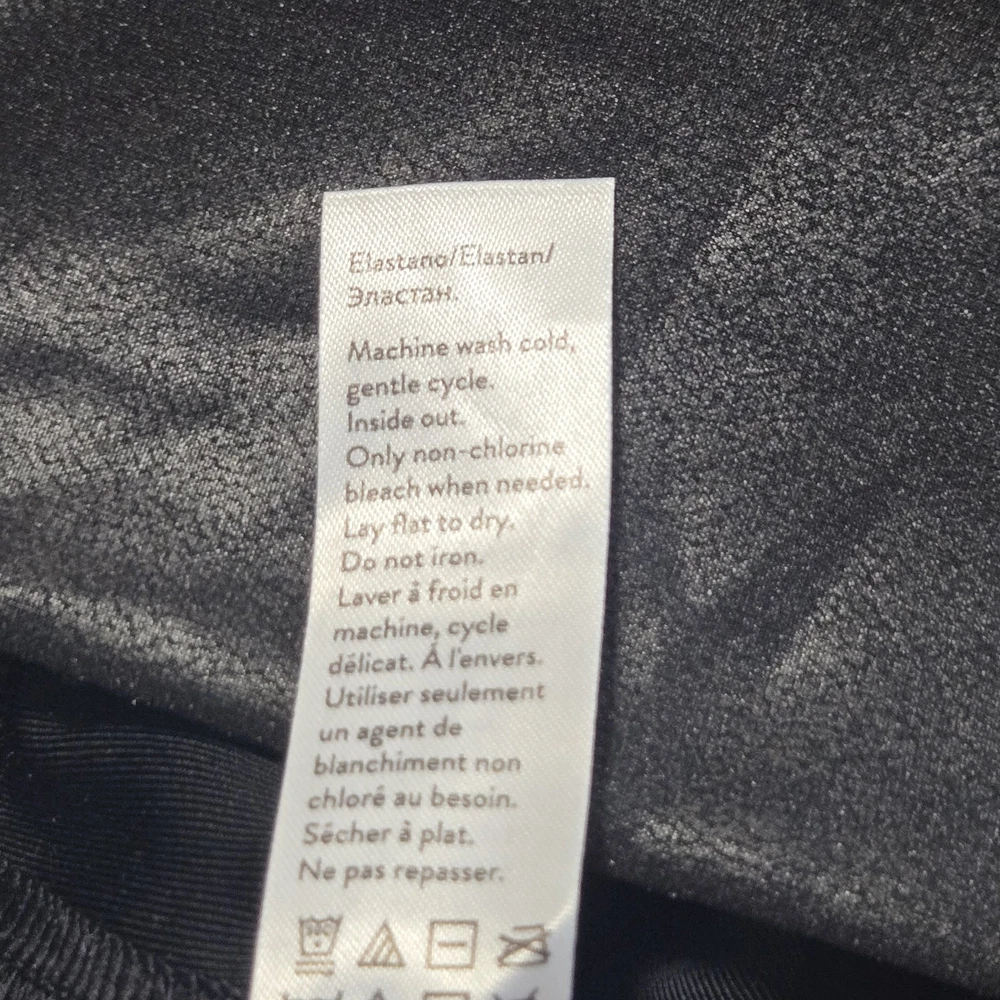 Elastano/Elastan/
Эластан.
Machine wash cold,
gentle cycle.
Inside out.
Only non-chlorine
bleach when needed.
Lay flat to dry.
Do not iron.
Laver à froid en
machine, cycle
délicat. Á l'envers.
Utiliser seulement
un agent de
blanchiment non
chloré au besoin.
Sécher à plat.
Ne pas repasser.